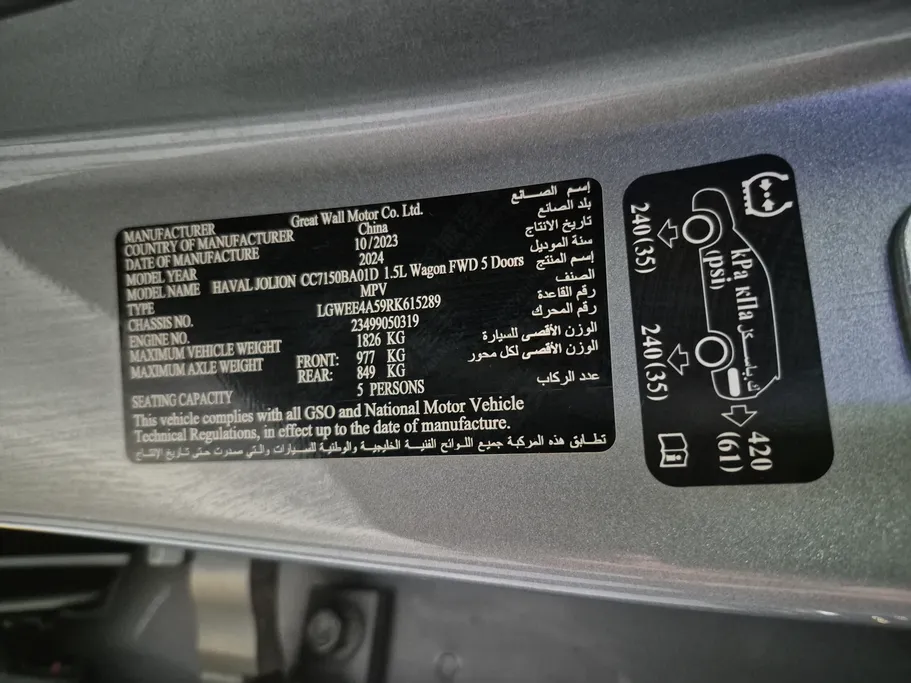 MANUFACTURER Great Wall Motor Co. Ltd. إسم الصانع
COUNTRY OF MANUFACTURER China بلد الصانع
DATE OF MANUFACTURE 10/2023 تاريخ الانتاج
MODEL YEAR 2024 سنة الموديل
MODEL NAME HAVAL JOLION CC7150BA01D 1.5L Wagon FWD 5 Doors إسم المنتج
TYPE MPV الصنف
CHASSIS NO. LGWEE4A59RK615289 رقم القاعدة
ENGINE NO. 23499050319 رقم المحرك
MAXIMUM VEHICLE WEIGHT 1826 KG الوزن الأقصى للسيارة
MAXIMUM AXLE WEIGHT FRONT: 977 KG الوزن الأقصى لكل محور
REAR: 849 KG
SEATING CAPACITY 5 PERSONS عدد الركاب
This vehicle complies with all GSO and National Motor Vehicle
Technical Regulations, in effect up to the date of manufacture.
تطابق هذه المركبة جميع اللوائح الفنية الخليجية والوطنية للسيارات والتي صدرت حتى تاريخ الإنتاج
240(35)
240(35)
kPa кПа كيلو باسكال
(psi)
420
(61)
i